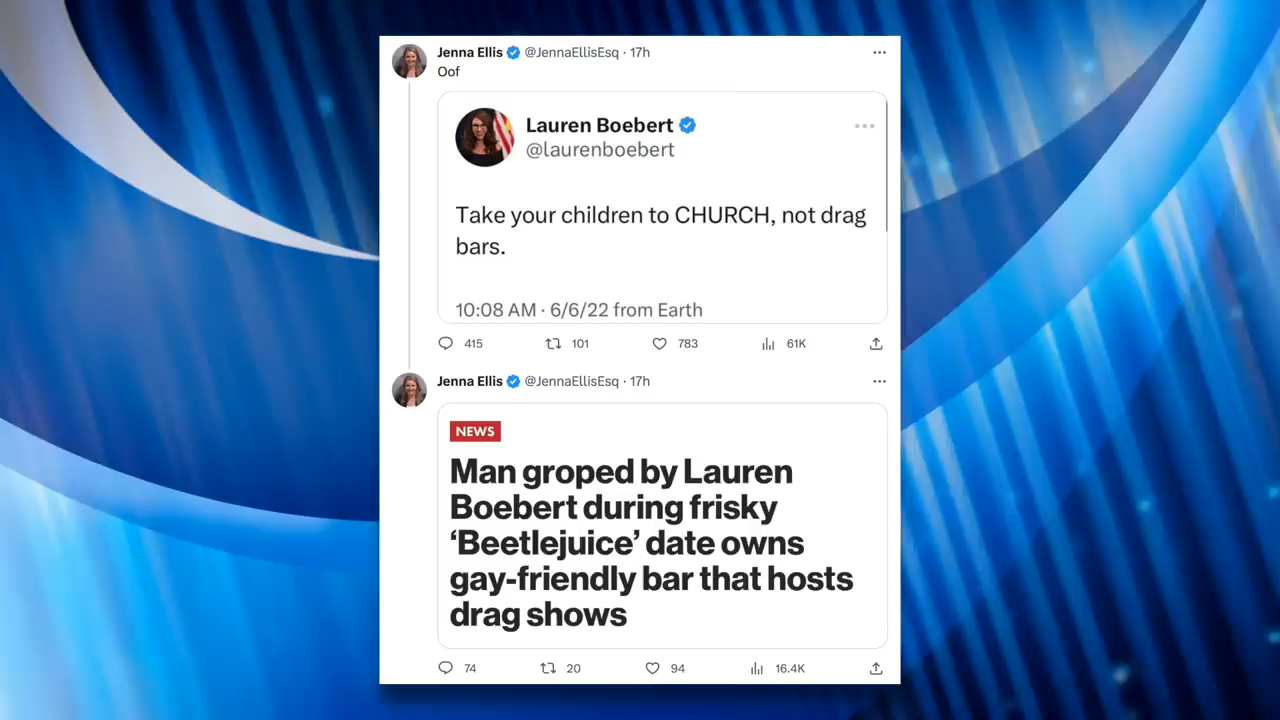 Jenna Ellis @JennaEllisEsq · 17h
Oof
Lauren Boebert
@laurenboebert
Take your children to CHURCH, not drag
bars.
10:08 AM · 6/6/22 from Earth
415 101 783 61K
Jenna Ellis @JennaEllisEsq · 17h
NEWS
Man groped by Lauren
Boebert during frisky
‘Beetlejuice’ date owns
gay-friendly bar that hosts
drag shows
74 20 94 16.4K